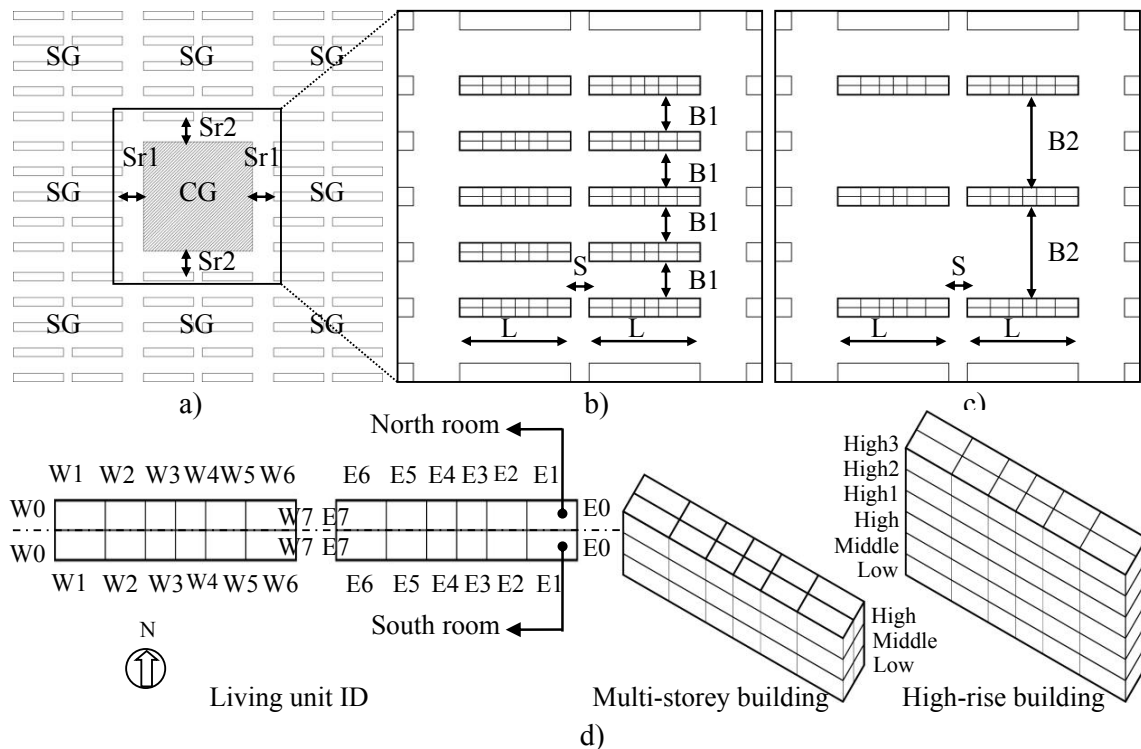 SG SG SG
Sr2
Sr1 Sr1
SG CG SG
Sr2
SG SG SG
a)
B1
B1
B1
S
B1
L L
b)
B2
S
B2
L L
c)
North room
W1 W2 W3 W4 W5 W6
E6 E5 E4 E3 E2 E1
W0 W7 E7 E0
W0 W7 E7 E0
W1 W2 W3 W4 W5 W6
E6 E5 E4 E3 E2 E1
South room
N
Living unit ID
High
Middle
Low
Multi-storey building
High3
High2
High1
High
Middle
Low
High-rise building
d)